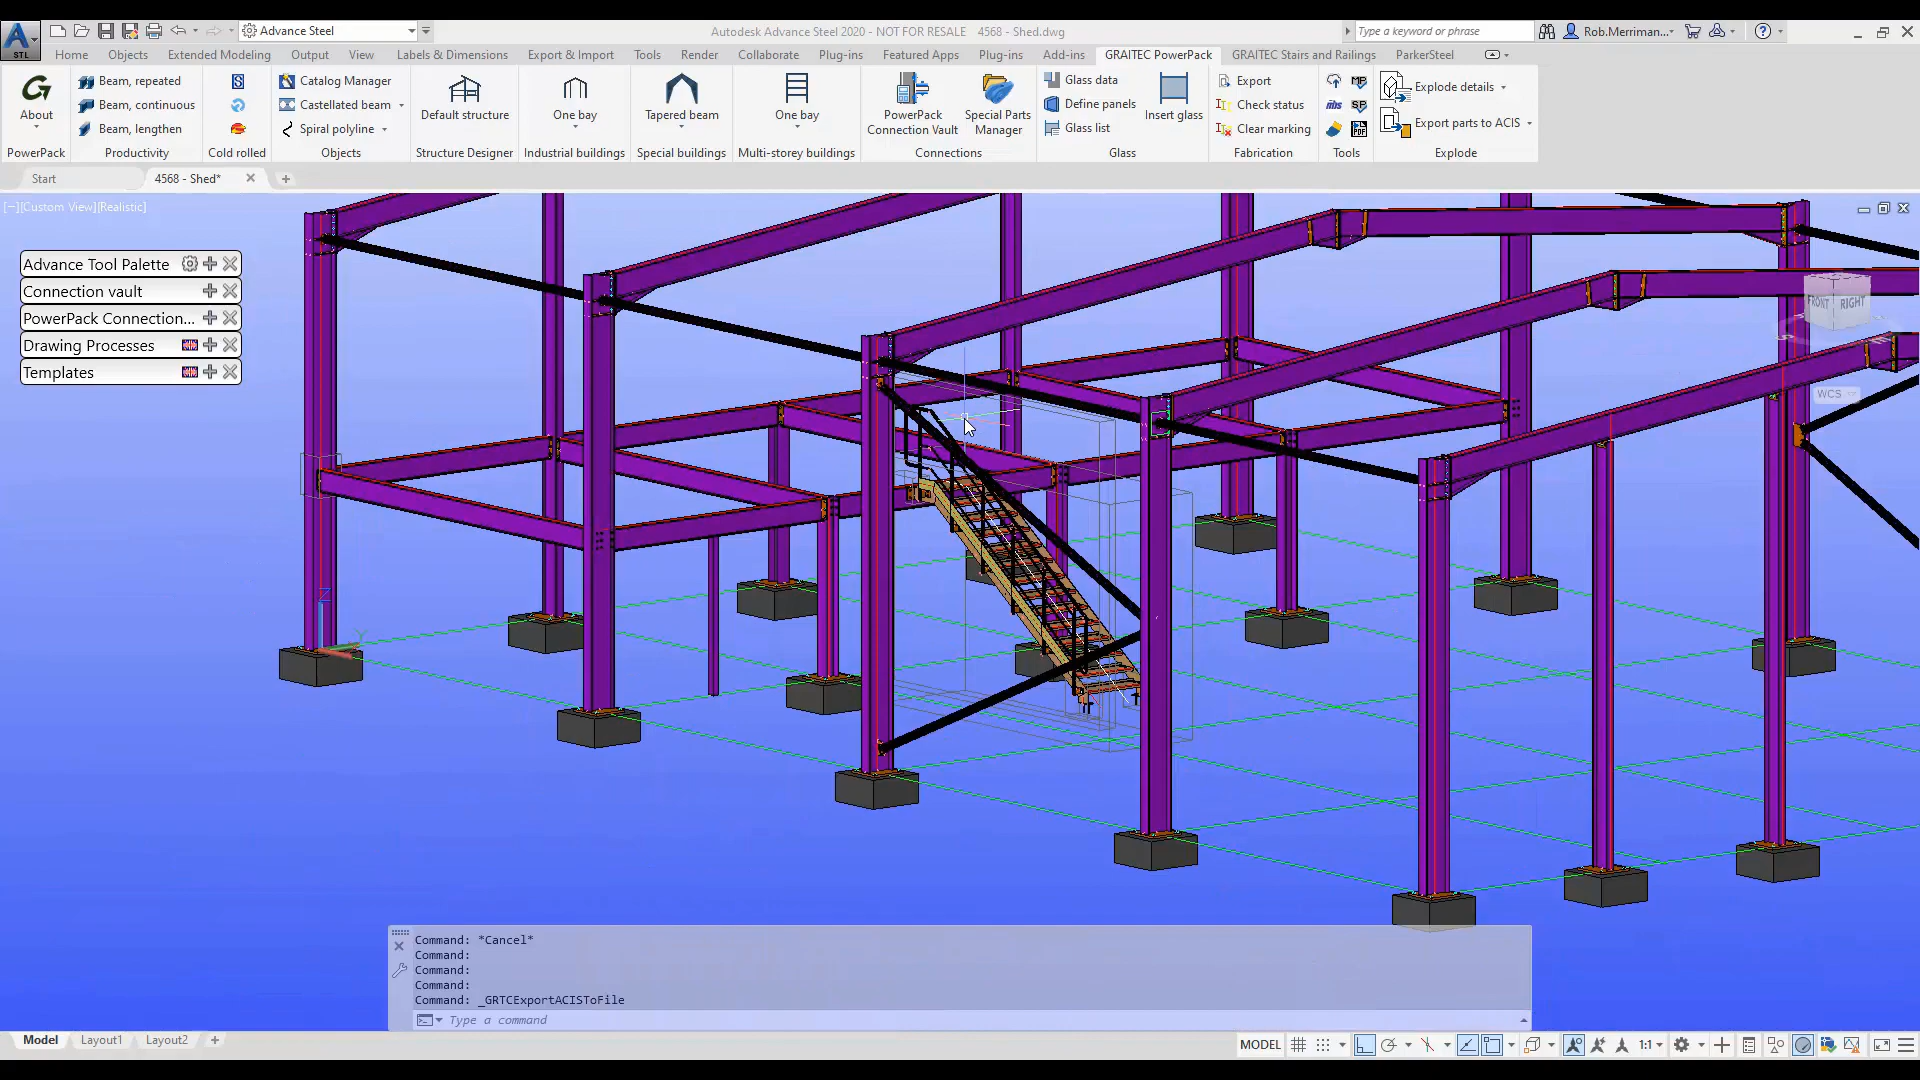 Advance Steel
Autodesk Advance Steel 2020 - NOT FOR RESALE 4568 - Shed.dwg
Type a keyword or phrase
Rob.Merriman...
STL
Home Objects Extended Modeling Output View Labels & Dimensions Export & Import Tools Render Collaborate Plug-ins Featured Apps Plug-ins Add-ins GRAITEC PowerPack GRAITEC Stairs and Railings ParkerSteel
About
PowerPack
Beam, repeated
Beam, continuous
Beam, lengthen
Productivity
Cold rolled
Catalog Manager
Castellated beam
Spiral polyline
Objects
Default structure
Structure Designer
One bay
Industrial buildings
Tapered beam
Special buildings
One bay
Multi-storey buildings
PowerPack
Connection Vault
Special Parts
Manager
Connections
Glass data
Define panels
Glass list
Insert glass
Glass
Export
Check status
Clear marking
Fabrication
Tools
Explode details
Export parts to ACIS
Explode
Start
4568 - Shed*
[−][Custom View][Realistic]
Advance Tool Palette
Connection vault
PowerPack Connection...
Drawing Processes
Templates
FRONT RIGHT
WCS
Command: *Cancel*
Command:
Command:
Command:
Command: _GRTCExportACISToFile
Type a command
Model Layout1 Layout2
MODEL
1:1